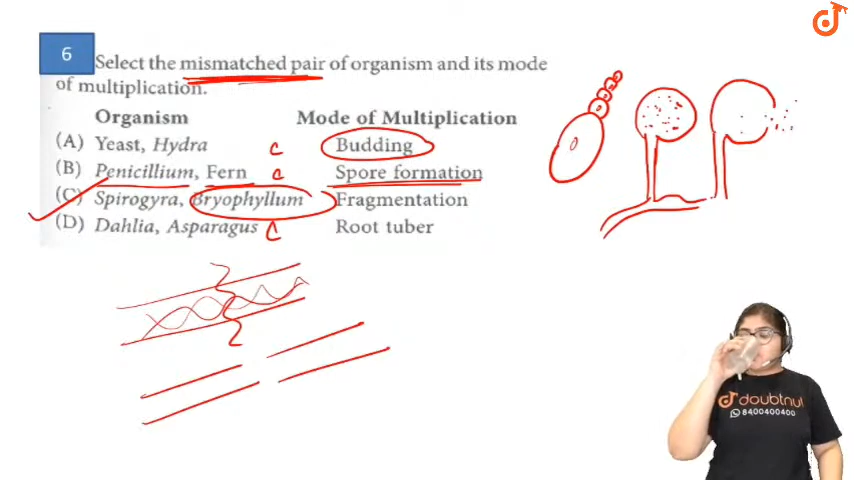 6
Select the mismatched pair of organism and its mode
of multiplication.
Organism Mode of Multiplication
(A) Yeast, Hydra c Budding
(B) Penicillium, Fern c Spore formation
(C) Spirogyra, Bryophyllum Fragmentation
(D) Dahlia, Asparagus c Root tuber
doubtnut
8400400400